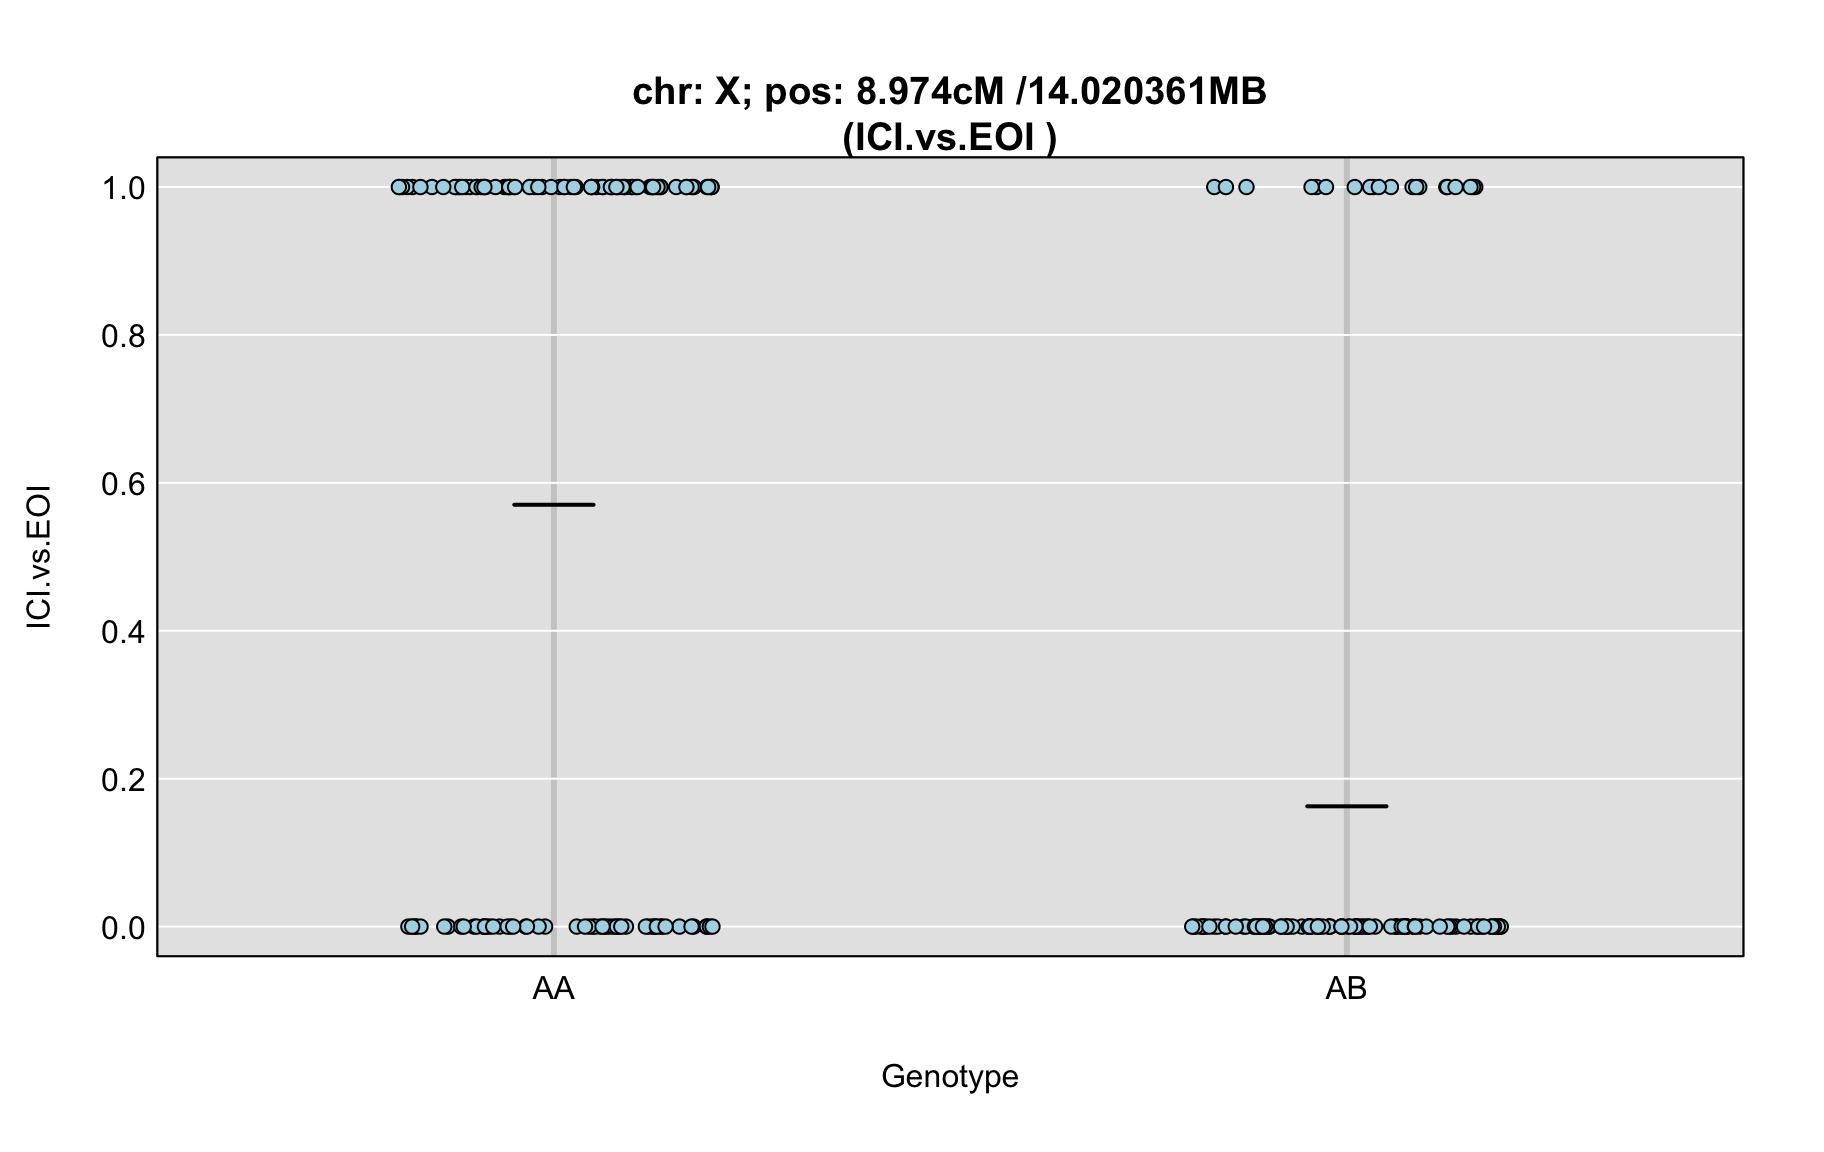 chr: X; pos: 8.974cM /14.020361MB
(ICI.vs.EOI )
1.0
0.8
0.6
0.4
0.2
0.0
ICI.vs.EOI
AA
AB
Genotype